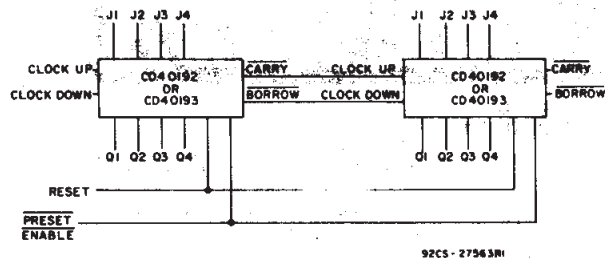 J1 J2 J3 J4 J1 J2 J3 J4
CLOCK UP CD40192 CARRY CLOCK UP CD40192 CARRY
OR OR
CLOCK DOWN CD40193 BORROW CLOCK DOWN CD40193 BORROW
Q1 Q2 Q3 Q4 Q1 Q2 Q3 Q4
RESET
PRESET
ENABLE
92CS-27563R1